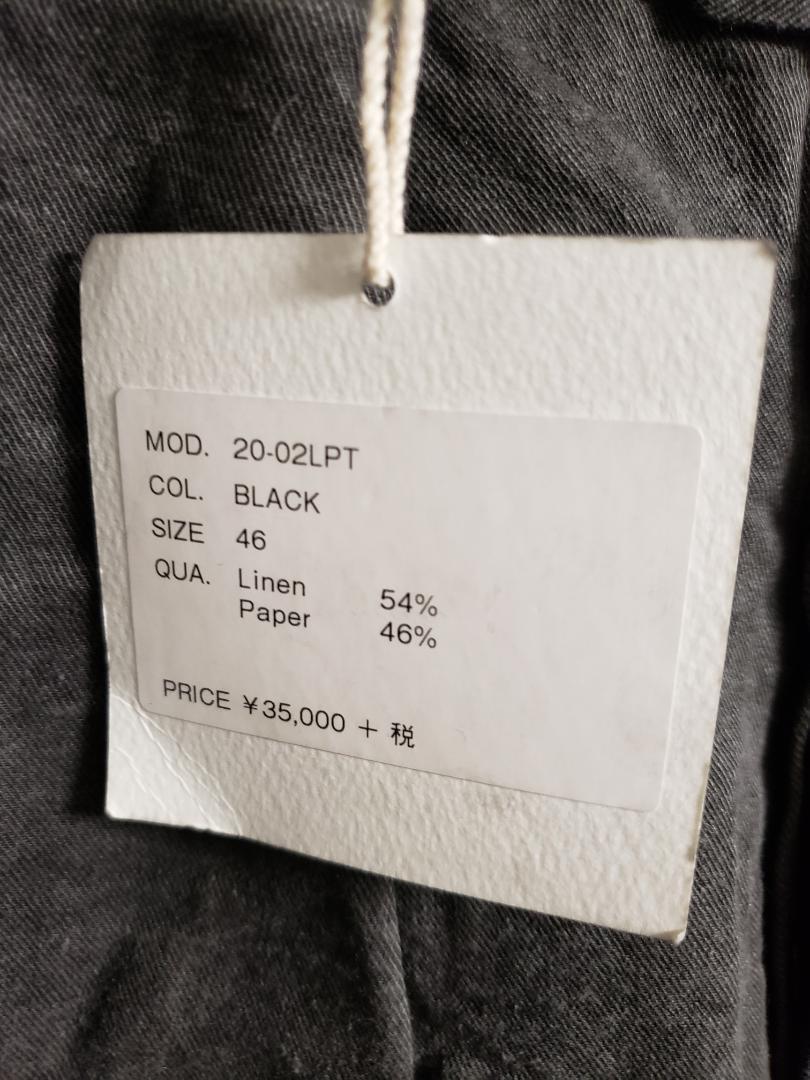 MOD. 20-02LPT
COL. BLACK
SIZE 46
QUA. Linen 54%
Paper 46%
PRICE ¥35,000 + 税